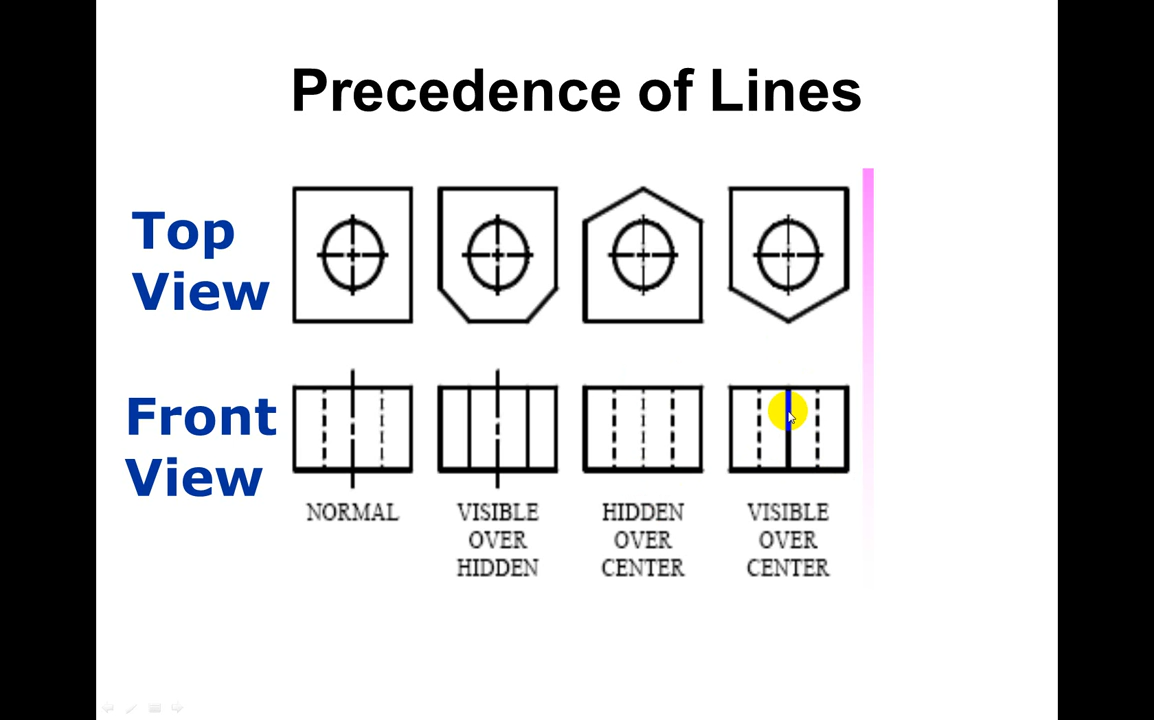 Precedence of Lines
Top
View
Front
View
NORMAL
VISIBLE
OVER
HIDDEN
HIDDEN
OVER
CENTER
VISIBLE
OVER
CENTER